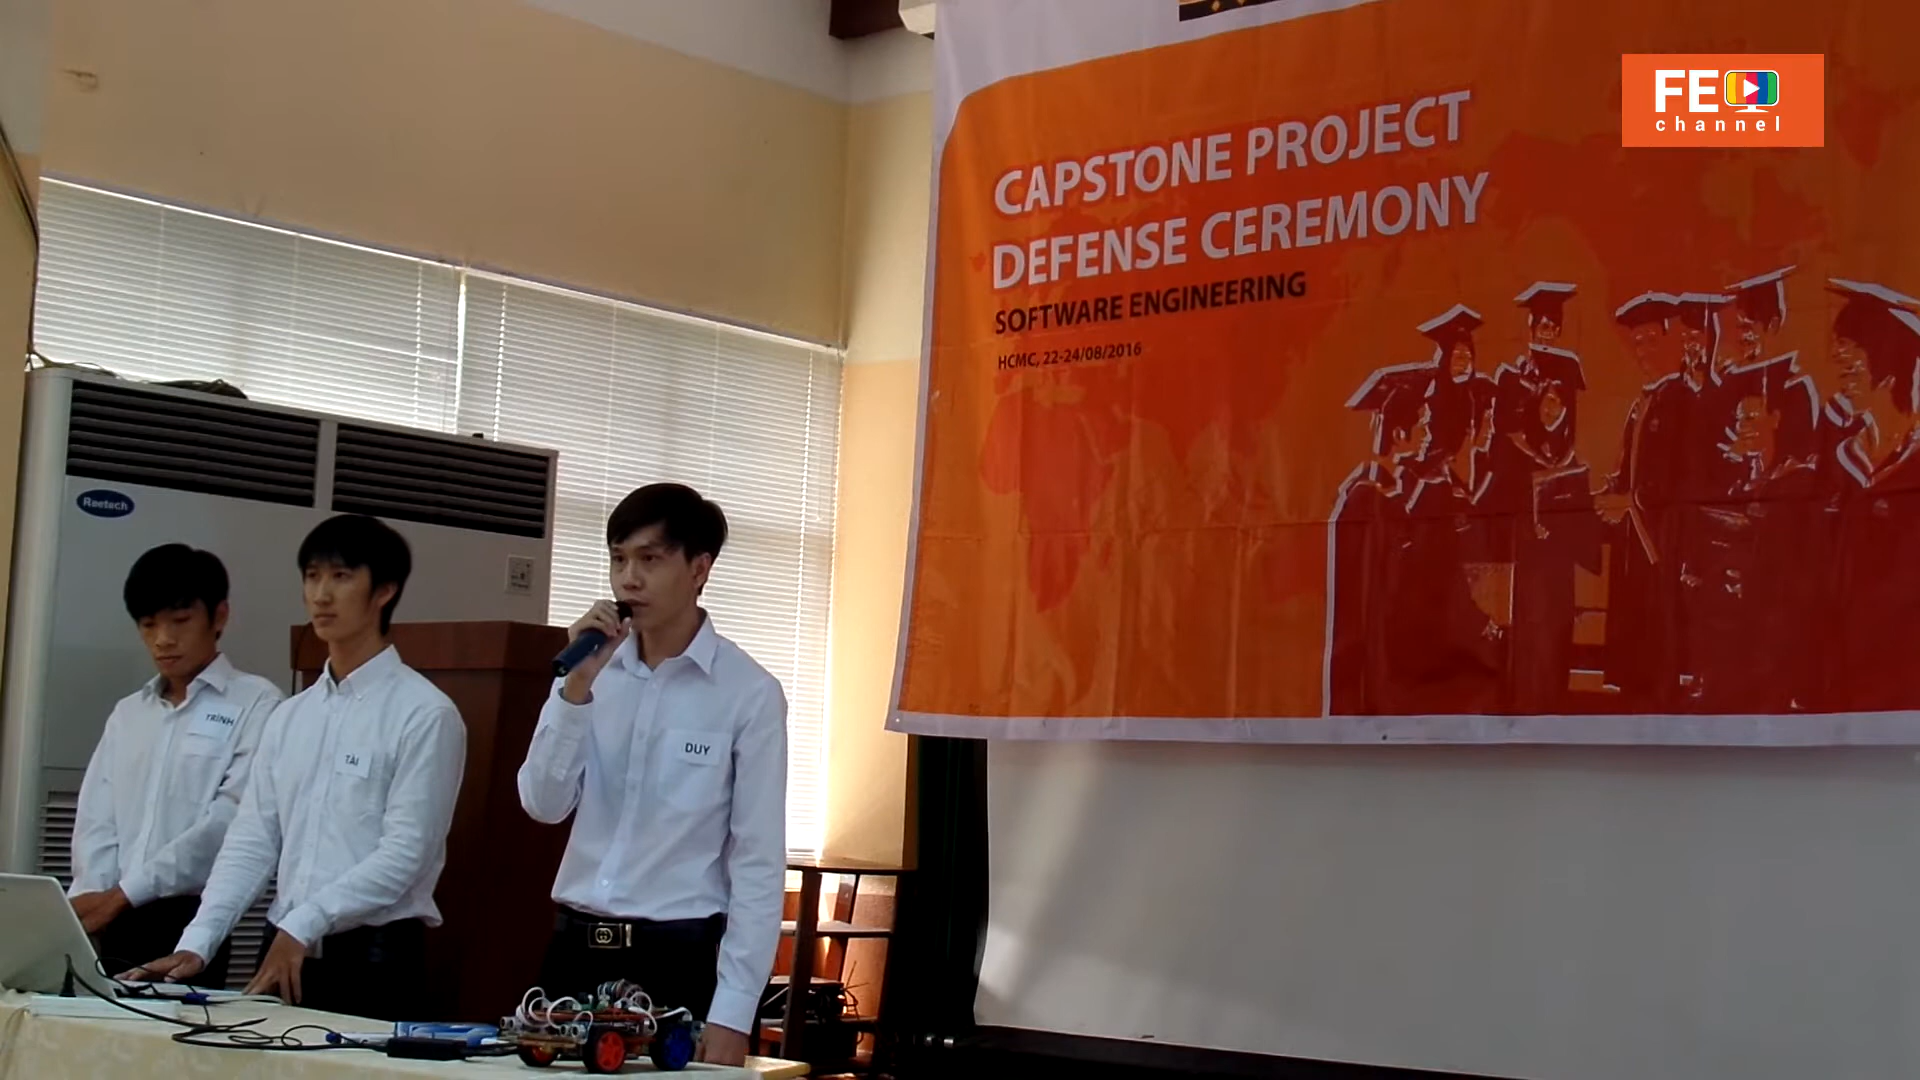 FE
channel
CAPSTONE PROJECT
DEFENSE CEREMONY
SOFTWARE ENGINEERING
HCMC, 22-24/08/2016
Reetech
TRÌNH
TÀI
DUY